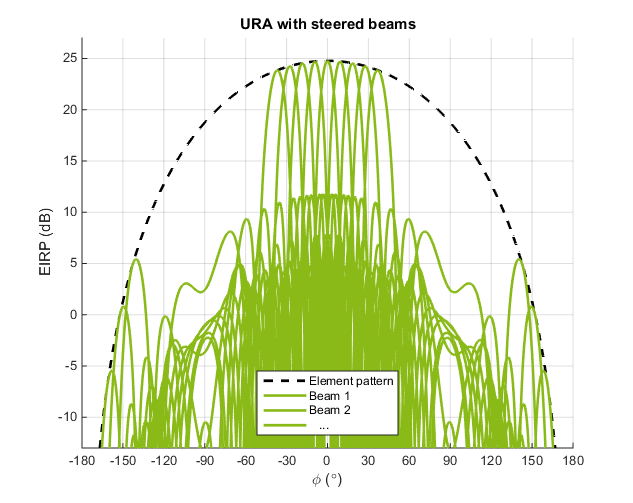 URA with steered beams
EIRP (dB)
25
20
15
10
5
0
-5
-10
-180 -150 -120 -90 -60 -30 0 30 60 90 120 150 180
ϕ (°)
Element pattern
Beam 1
Beam 2
...